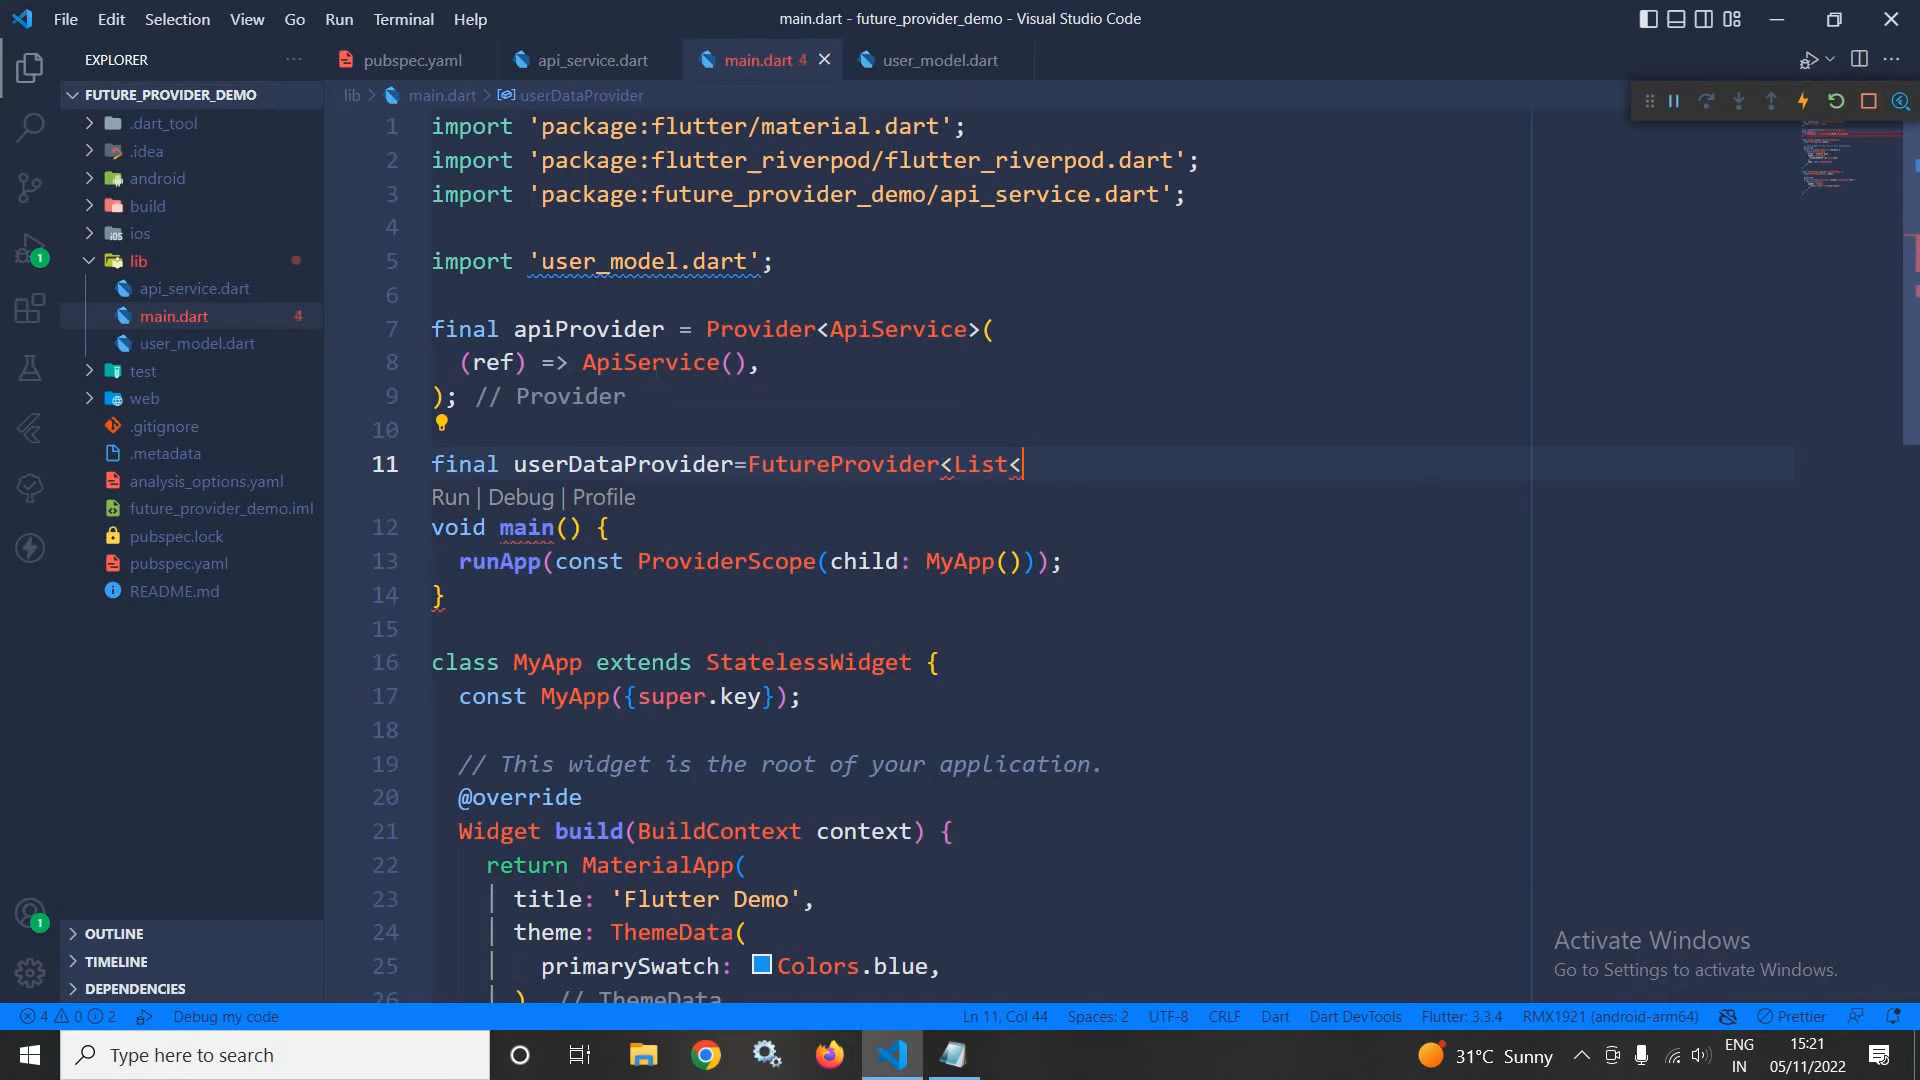 File Edit Selection View Go Run Terminal Help
main.dart - future_provider_demo - Visual Studio Code
EXPLORER
pubspec.yaml
api_service.dart
main.dart 4
user_model.dart
FUTURE_PROVIDER_DEMO
lib > main.dart > userDataProvider
.dart_tool
.idea
android
build
ios
lib
api_service.dart
main.dart 4
user_model.dart
test
web
.gitignore
.metadata
analysis_options.yaml
future_provider_demo.iml
pubspec.lock
pubspec.yaml
README.md
OUTLINE
TIMELINE
DEPENDENCIES
1
1
1 import 'package:flutter/material.dart';
2 import 'package:flutter_riverpod/flutter_riverpod.dart';
3 import 'package:future_provider_demo/api_service.dart';
4
5 import 'user_model.dart';
6
7 final apiProvider = Provider<ApiService>(
8 (ref) => ApiService(),
9 ); // Provider
10
11 final userDataProvider=FutureProvider<List<
Run | Debug | Profile
12 void main() {
13 runApp(const ProviderScope(child: MyApp()));
14 }
15
16 class MyApp extends StatelessWidget {
17 const MyApp({super.key});
18
19 // This widget is the root of your application.
20 @override
21 Widget build(BuildContext context) {
22 return MaterialApp(
23 title: 'Flutter Demo',
24 theme: ThemeData(
25 primarySwatch: Colors.blue,
26 ) // ThemeData
Activate Windows
Go to Settings to activate Windows.
4 0 2 Debug my code
Ln 11, Col 44 Spaces: 2 UTF-8 CRLF Dart Dart DevTools Flutter: 3.3.4 RMX1921 (android-arm64) Prettier
Type here to search
31°C Sunny
ENG
IN
15:21
05/11/2022